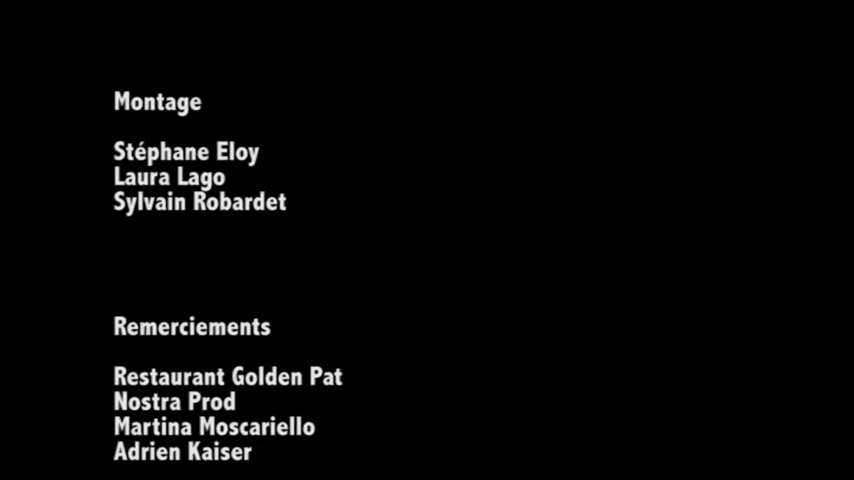 Montage
Stéphane Eloy
Laura Lago
Sylvain Robardet
Remerciements
Restaurant Golden Pat
Nostra Prod
Martina Moscariello
Adrien Kaiser